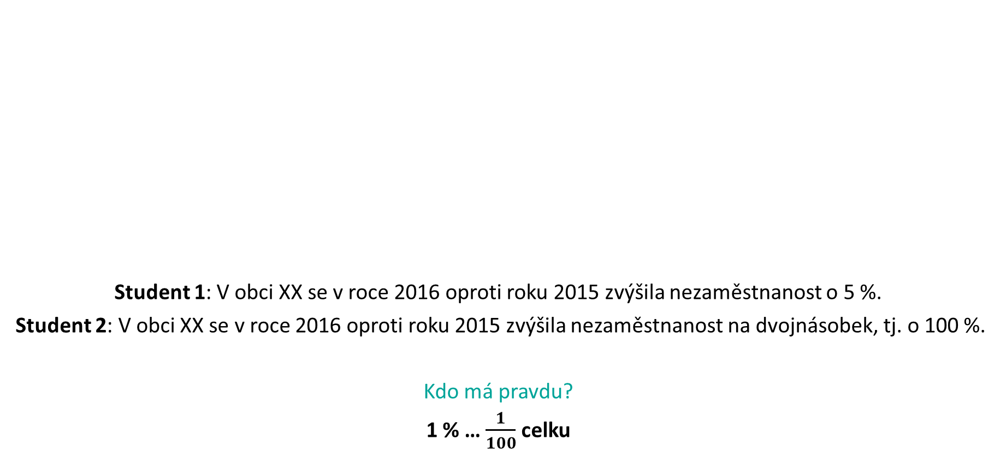 Student 1: V obci XX se v roce 2016 oproti roku 2015 zvýšila nezaměstnanost o 5 %.
Student 2: V obci XX se v roce 2016 oproti roku 2015 zvýšila nezaměstnanost na dvojnásobek, tj. o 100 %.
Kdo má pravdu?
1 % … 1/100 celku